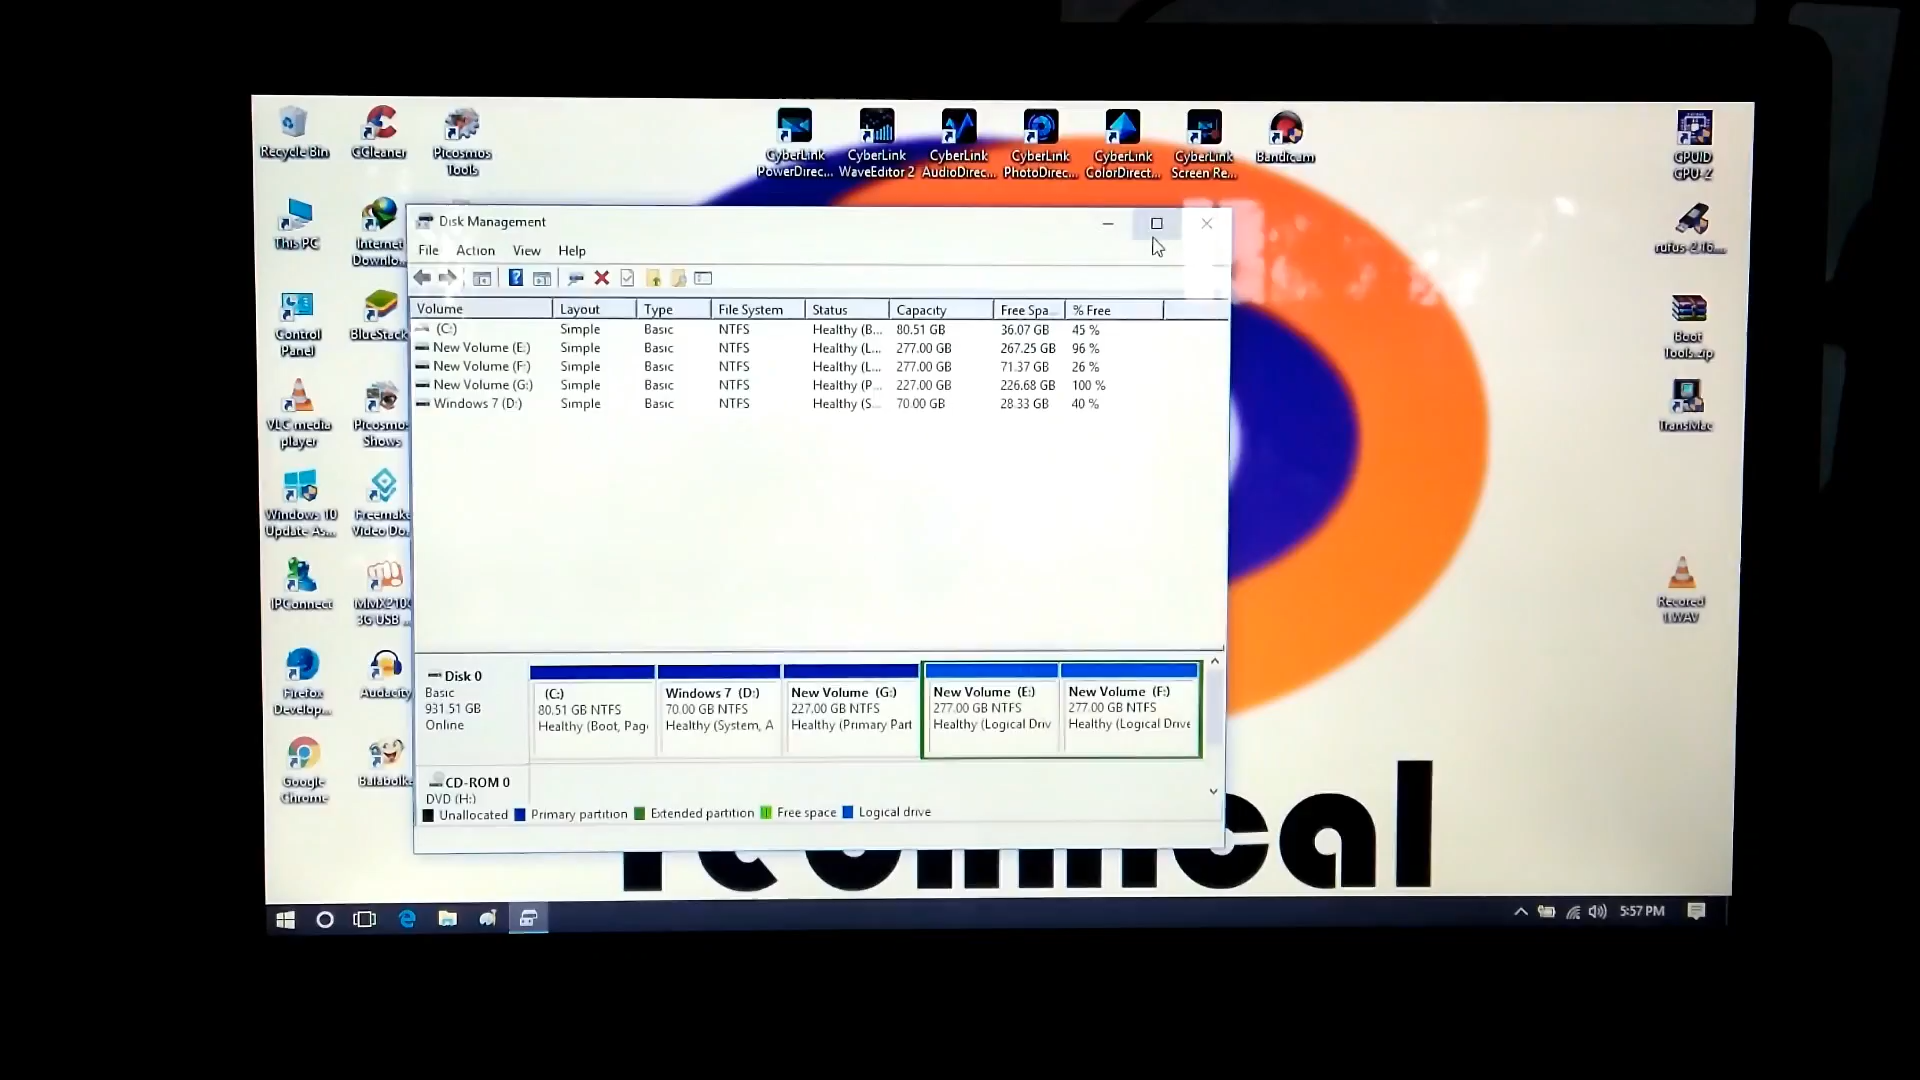 Recycle Bin
CCleaner
Picosmos
Tools
CyberLink
PowerDirec...
CyberLink
WaveEditor 2
CyberLink
AudioDirec...
CyberLink
PhotoDirec...
CyberLink
ColorDirect...
CyberLink
Screen Re...
Bandicam
CPUID
CPU-Z
This PC
Internet
Downlo...
rufus-2.16....
Control
Panel
BlueStack
Boot
Tools.zip
VLC media
player
Picosmo
Shows
TransMac
Windows 10
Update As...
Freemake
Video Do.
IPConnect
MMX210
3G USB ...
Recored
1.WAV
Firefox
Develop...
Audacity
Google
Chrome
Balabolk
Disk Management
File Action View Help
Volume Layout Type File System Status Capacity Free Spa... % Free
(C:) Simple Basic NTFS Healthy (B... 80.51 GB 36.07 GB 45 %
New Volume (E:) Simple Basic NTFS Healthy (L... 277.00 GB 267.25 GB 96 %
New Volume (F:) Simple Basic NTFS Healthy (L... 277.00 GB 71.37 GB 26 %
New Volume (G:) Simple Basic NTFS Healthy (P... 227.00 GB 226.68 GB 100 %
Windows 7 (D:) Simple Basic NTFS Healthy (S... 70.00 GB 28.33 GB 40 %
Disk 0
Basic
931.51 GB
Online
(C:)
80.51 GB NTFS
Healthy (Boot, Pag
Windows 7 (D:)
70.00 GB NTFS
Healthy (System, A
New Volume (G:)
227.00 GB NTFS
Healthy (Primary Part
New Volume (E:)
277.00 GB NTFS
Healthy (Logical Driv
New Volume (F:)
277.00 GB NTFS
Healthy (Logical Drive
CD-ROM 0
DVD (H:)
Unallocated Primary partition Extended partition Free space Logical drive
Technical
5:57 PM